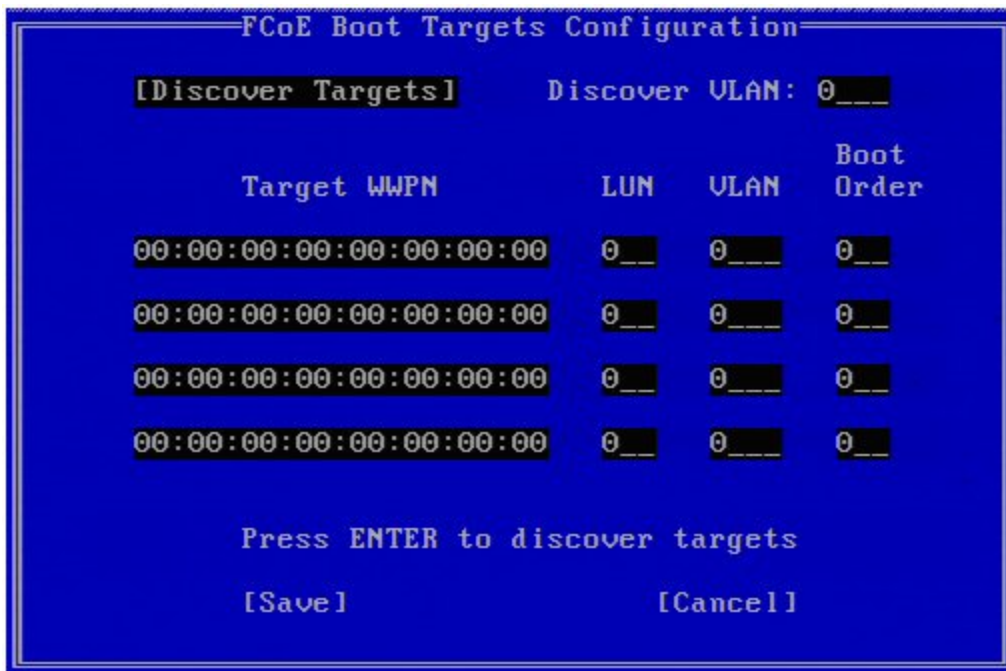 FCoE Boot Targets Configuration
[Discover Targets] Discover VLAN: 0___
Boot
Target WWPN LUN VLAN Order
00:00:00:00:00:00:00:00 0__ 0___ 0__
00:00:00:00:00:00:00:00 0__ 0___ 0__
00:00:00:00:00:00:00:00 0__ 0___ 0__
00:00:00:00:00:00:00:00 0__ 0___ 0__
Press ENTER to discover targets
[Save] [Cancel]